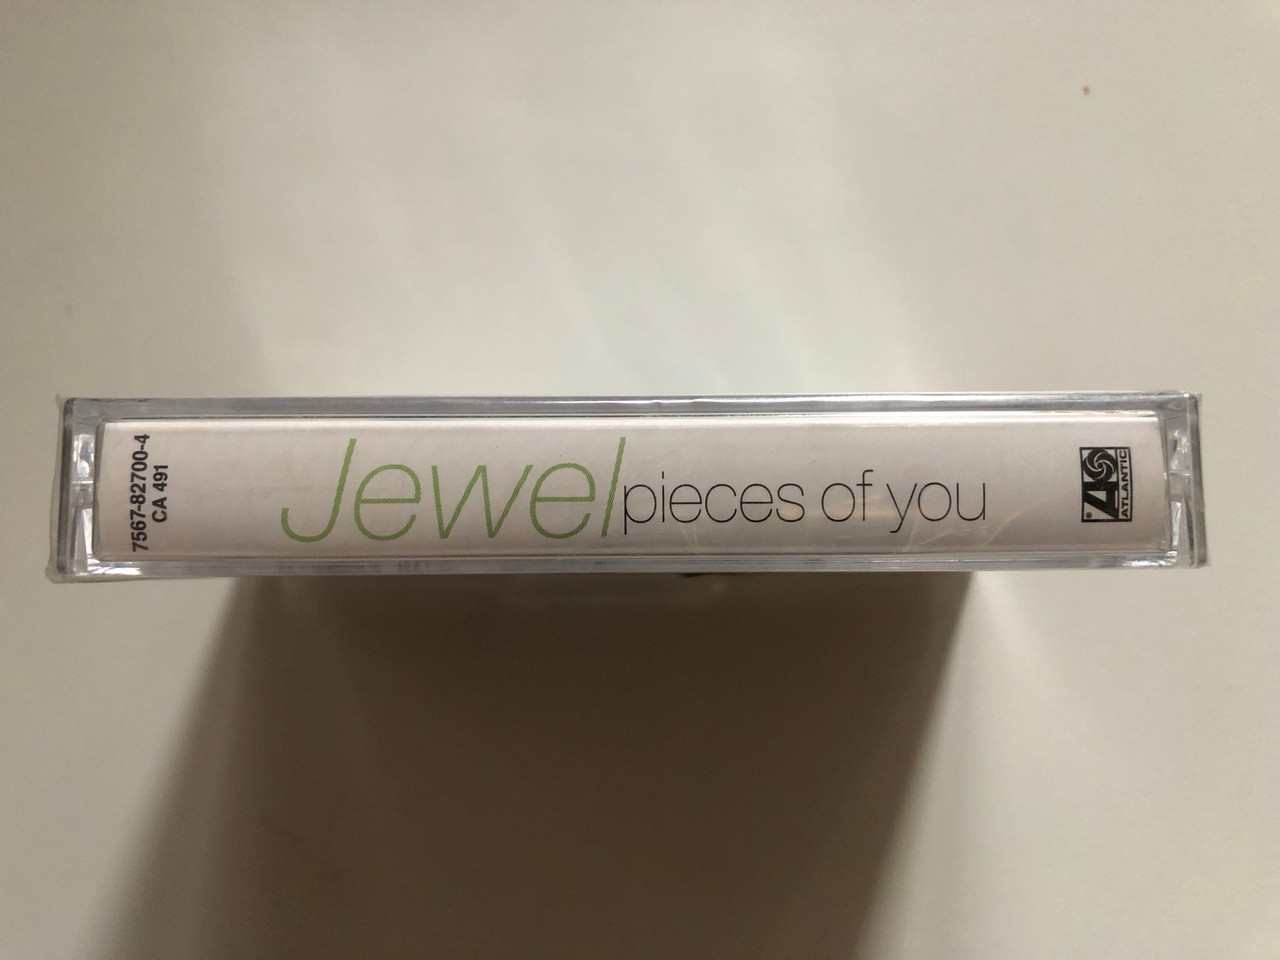 7567-82700-4
CA 491
Jewel pieces of you
® ATLANTIC